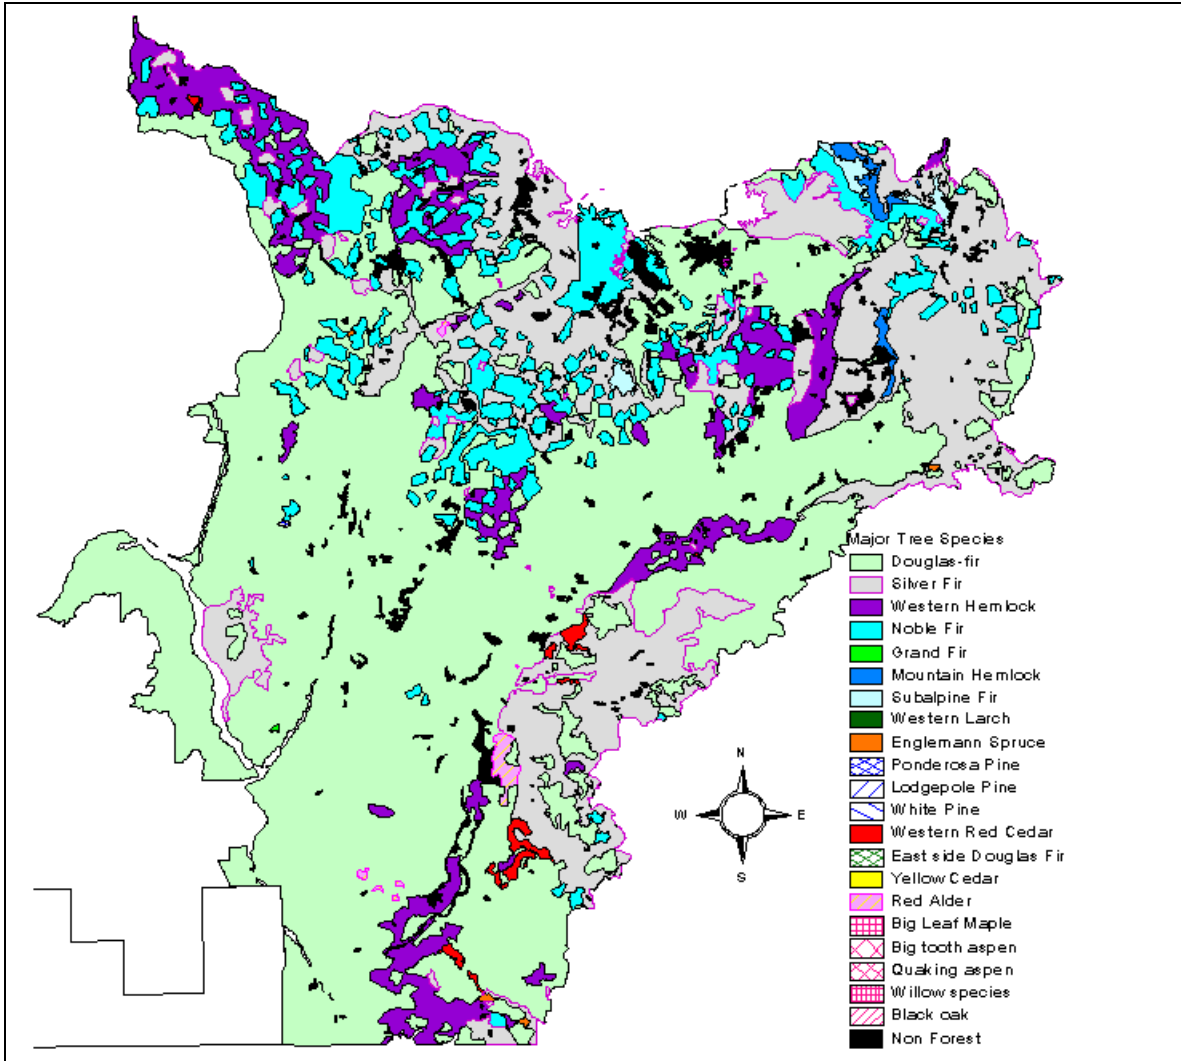 Major Tree Species
Douglas-fir
Silver Fir
Western Hemlock
Noble Fir
Grand Fir
Mountain Hemlock
Subalpine Fir
Western Larch
Englemann Spruce
Ponderosa Pine
Lodgepole Pine
White Pine
Western Red Cedar
East side Douglas Fir
Yellow Cedar
Red Alder
Big Leaf Maple
Big tooth aspen
Quaking aspen
Willow species
Black oak
Non Forest
N
W E
S